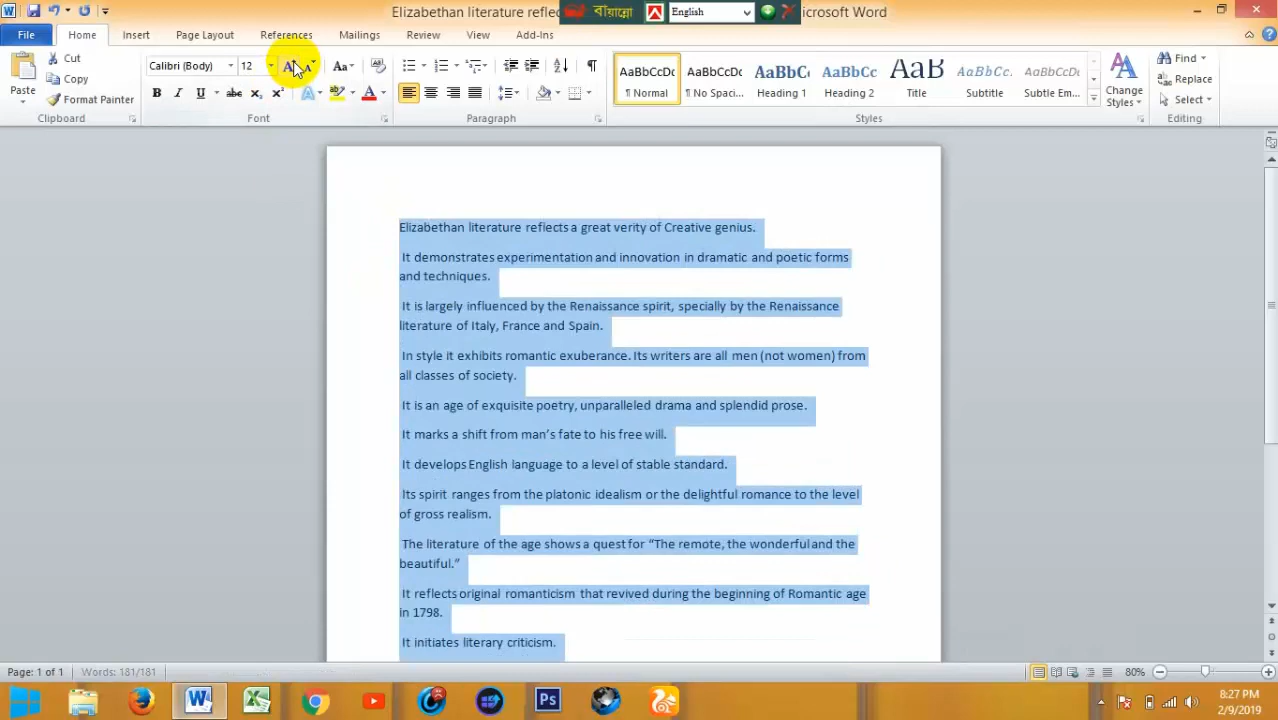 Elizabethan literature reflec
বায়ান্নো
English
icrosoft Word
File Home Insert Page Layout References Mailings Review View Add-Ins
Cut
Calibri (Body) 12
Find
Copy
Replace
Paste
Format Painter
AaBbCcDc AaBbCcDc AaBbCc AaBbCc AaB AaBbCc. AaBbCcDc
¶ Normal ¶ No Spaci... Heading 1 Heading 2 Title Subtitle Subtle Em...
Change
Styles
Select
Clipboard Font Paragraph Styles Editing
Elizabethan literature reflects a great verity of Creative genius.
It demonstrates experimentation and innovation in dramatic and poetic forms
and techniques.
It is largely influenced by the Renaissance spirit, specially by the Renaissance
literature of Italy, France and Spain.
In style it exhibits romantic exuberance. Its writers are all men (not women) from
all classes of society.
It is an age of exquisite poetry, unparalleled drama and splendid prose.
It marks a shift from man’s fate to his free will.
It develops English language to a level of stable standard.
Its spirit ranges from the platonic idealism or the delightful romance to the level
of gross realism.
The literature of the age shows a quest for “The remote, the wonderful and the
beautiful.”
It reflects original romanticism that revived during the beginning of Romantic age
in 1798.
It initiates literary criticism.
Page: 1 of 1 Words: 181/181 80%
8:27 PM
2/9/2019